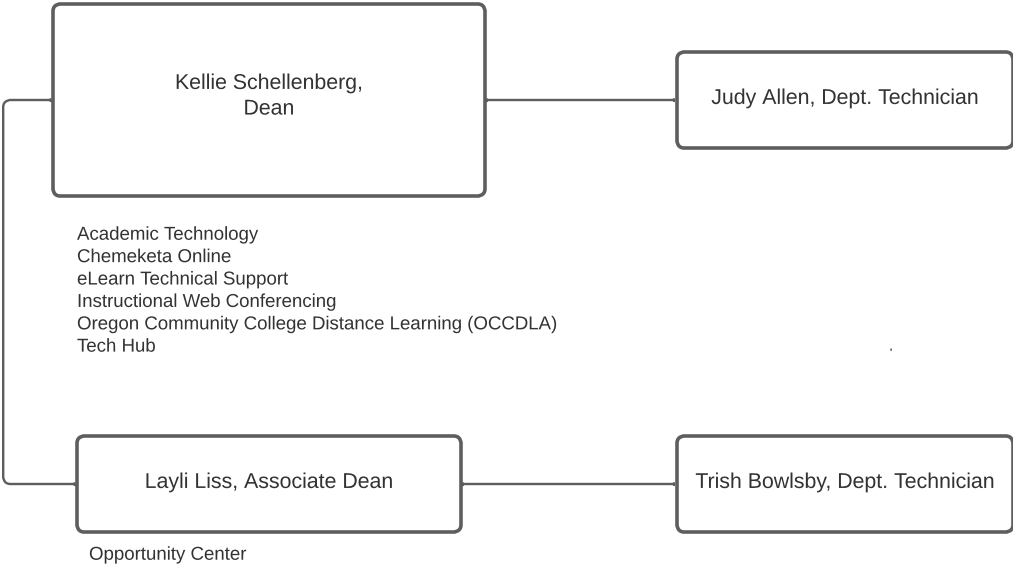 Kellie Schellenberg,
Dean
Judy Allen, Dept. Technician
Academic Technology
Chemeketa Online
eLearn Technical Support
Instructional Web Conferencing
Oregon Community College Distance Learning (OCCDLA)
Tech Hub
.
Layli Liss, Associate Dean
Trish Bowlsby, Dept. Technician
Opportunity Center